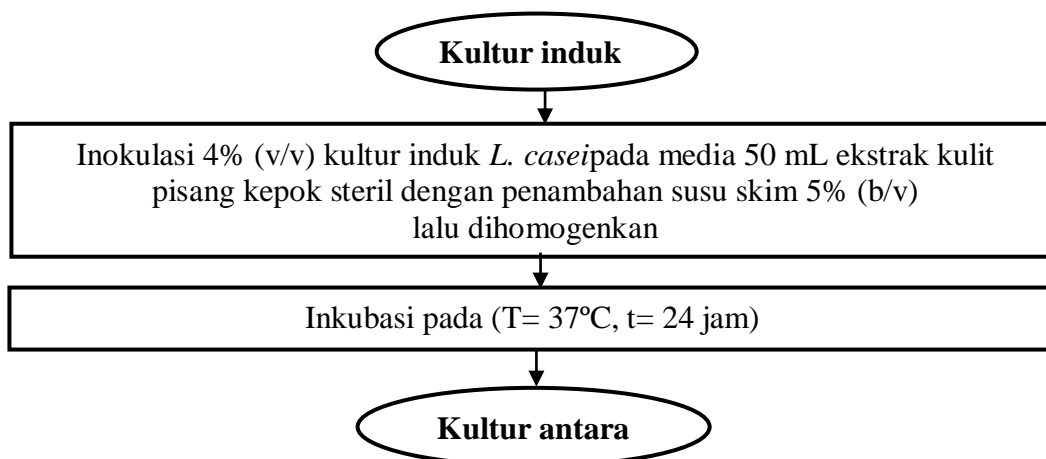 Kultur induk
Inokulasi 4% (v/v) kultur induk L. caseipada media 50 mL ekstrak kulit
pisang kepok steril dengan penambahan susu skim 5% (b/v)
lalu dihomogenkan
Inkubasi pada (T= 37ºC, t= 24 jam)
Kultur antara